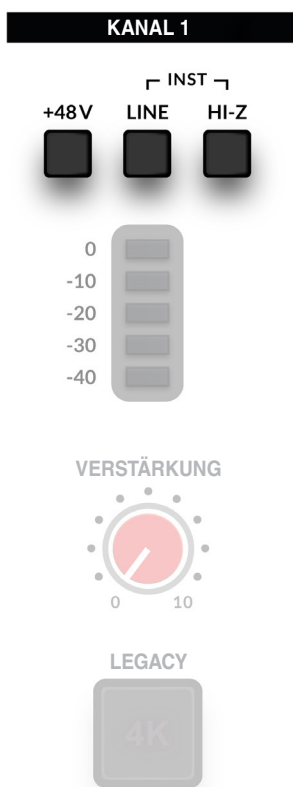 KANAL 1
INST
+48V LINE HI-Z
0
-10
-20
-30
-40
VERSTÄRKUNG
0 10
LEGACY
4K